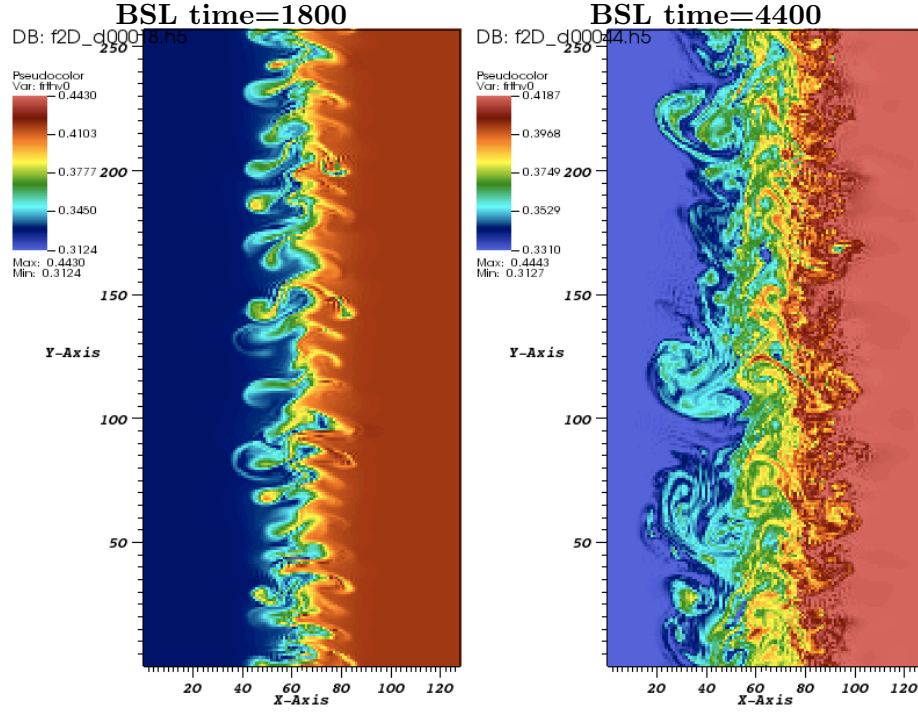 BSL time=1800
DB: f2D_d00018.h5
Pseudocolor
Var: frthv0
0.4430
0.4103
0.3777
0.3450
0.3124
Max: 0.4430
Min: 0.3124
250
200
150
100
50
Y-Axis
20
40
60
80
100
120
X-Axis
BSL time=4400
DB: f2D_d00044.h5
Pseudocolor
Var: frthv0
0.4187
0.3968
0.3749
0.3529
0.3310
Max: 0.4443
Min: 0.3127
250
200
150
100
50
Y-Axis
20
40
60
80
100
120
X-Axis